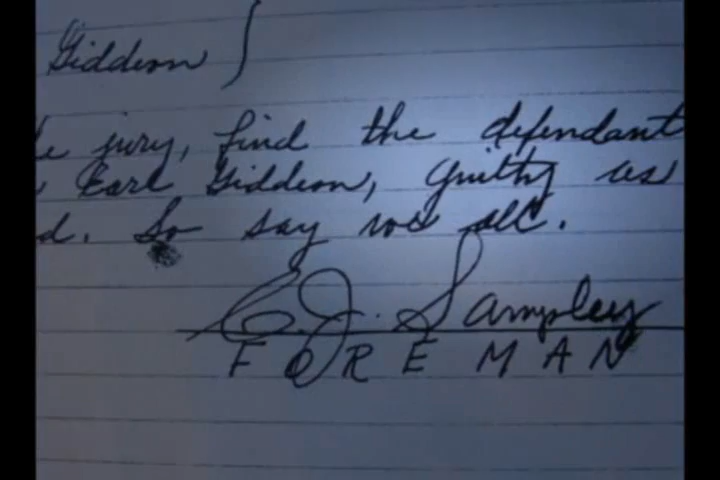 Giddeon }
e jury, find the defendant
Earl Giddeon, guilty as
d. So say we all.
C. J. Sampley
FOREMAN